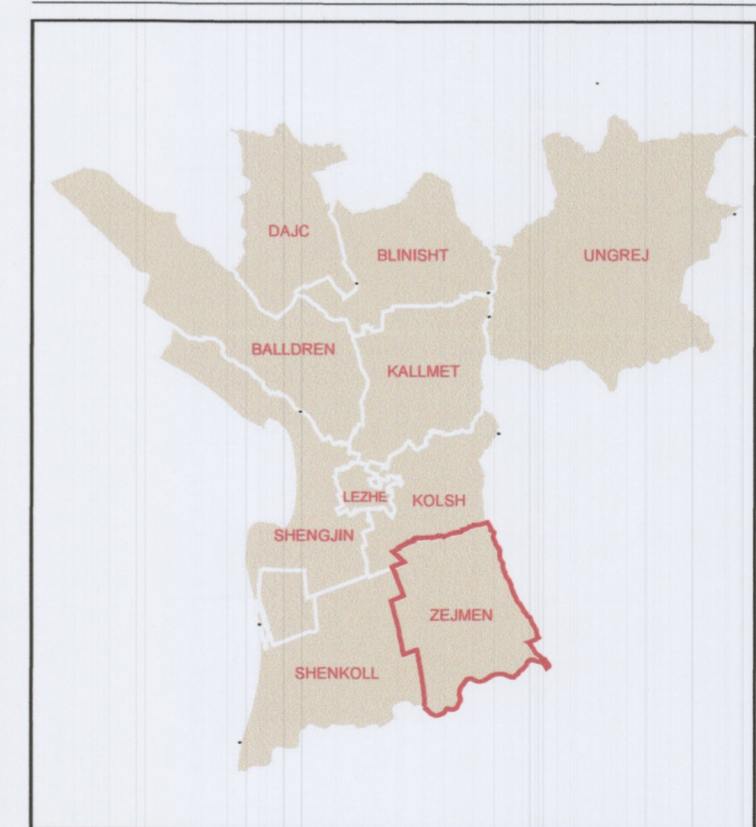 DAJC
BLINISHT
UNGREJ
BALLDREN
KALLMET
LEZHE
KOLSH
SHENGJIN
ZEJMEN
SHENKOLL